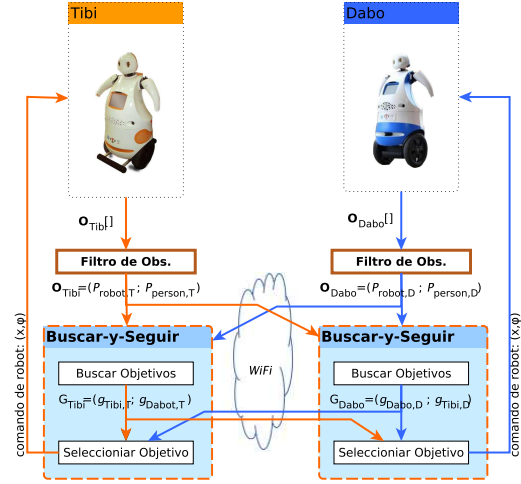 Tibi
Dabo
O_Tibi[]
O_Dabo[]
Filtro de Obs.
Filtro de Obs.
O_Tibi=(P_robot,T; P_person,T)
O_Dabo=(P_robot,D; P_person,D)
Buscar-y-Seguir
WiFi
Buscar-y-Seguir
Buscar Objetivos
Buscar Objetivos
G_Tibi=(g_Tibi,T; g_Dabot,T)
G_Dabo=(g_Dabo,D; g_Tibi,D)
Seleccioniar Objetivo
Seleccionar Objetivo
comando de robot: (x,φ)
comando de robot: (x,φ)